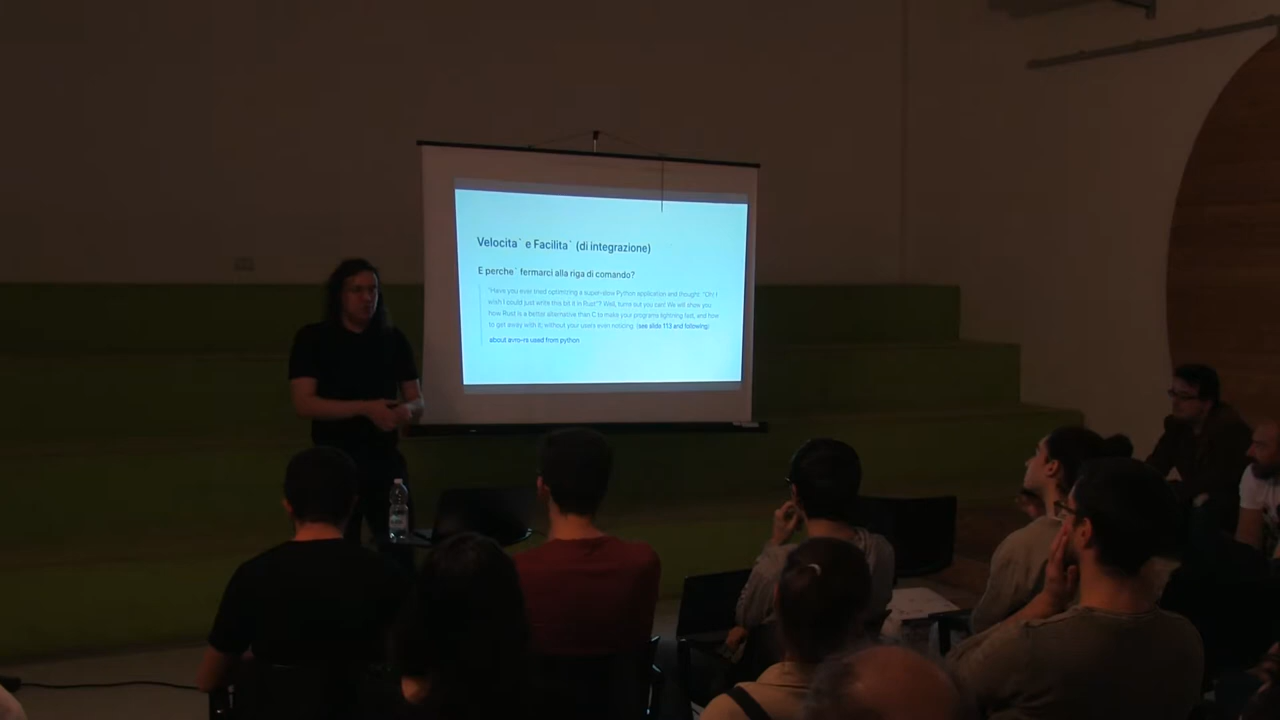 Velocita` e Facilita` (di integrazione)
E perche` fermarci alla riga di comando?
"Have you ever tried optimizing a super-slow Python application and thought: "Oh! I
wish I could just write this bit it in Rust"? Well, turns out you can! We will show you
how Rust is a better alternative than C to make your programs lightning fast, and how
to get away with it, without your users even noticing. (see slide 113 and following)
about avro-rs used from python